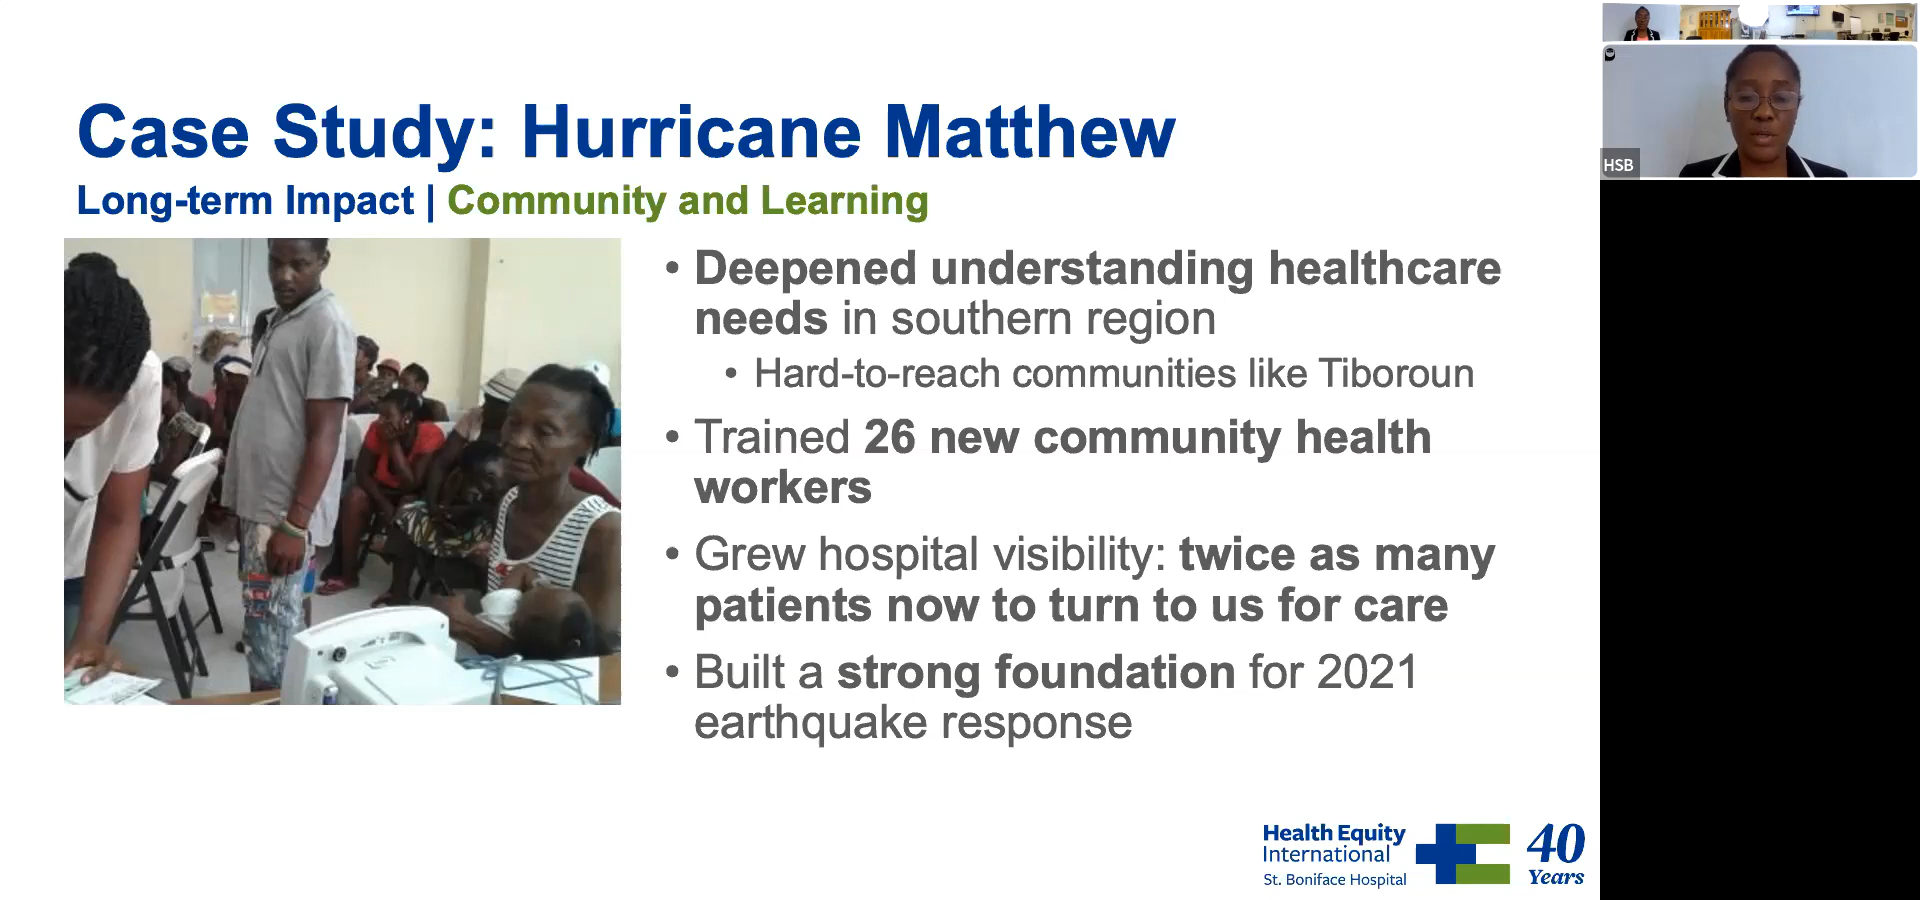 Case Study: Hurricane Matthew
Long-term Impact | Community and Learning
• Deepened understanding healthcare
needs in southern region
• Hard-to-reach communities like Tiboroun
• Trained 26 new community health
workers
• Grew hospital visibility: twice as many
patients now to turn to us for care
• Built a strong foundation for 2021
earthquake response
Health Equity
International
St. Boniface Hospital
40
Years
HSB